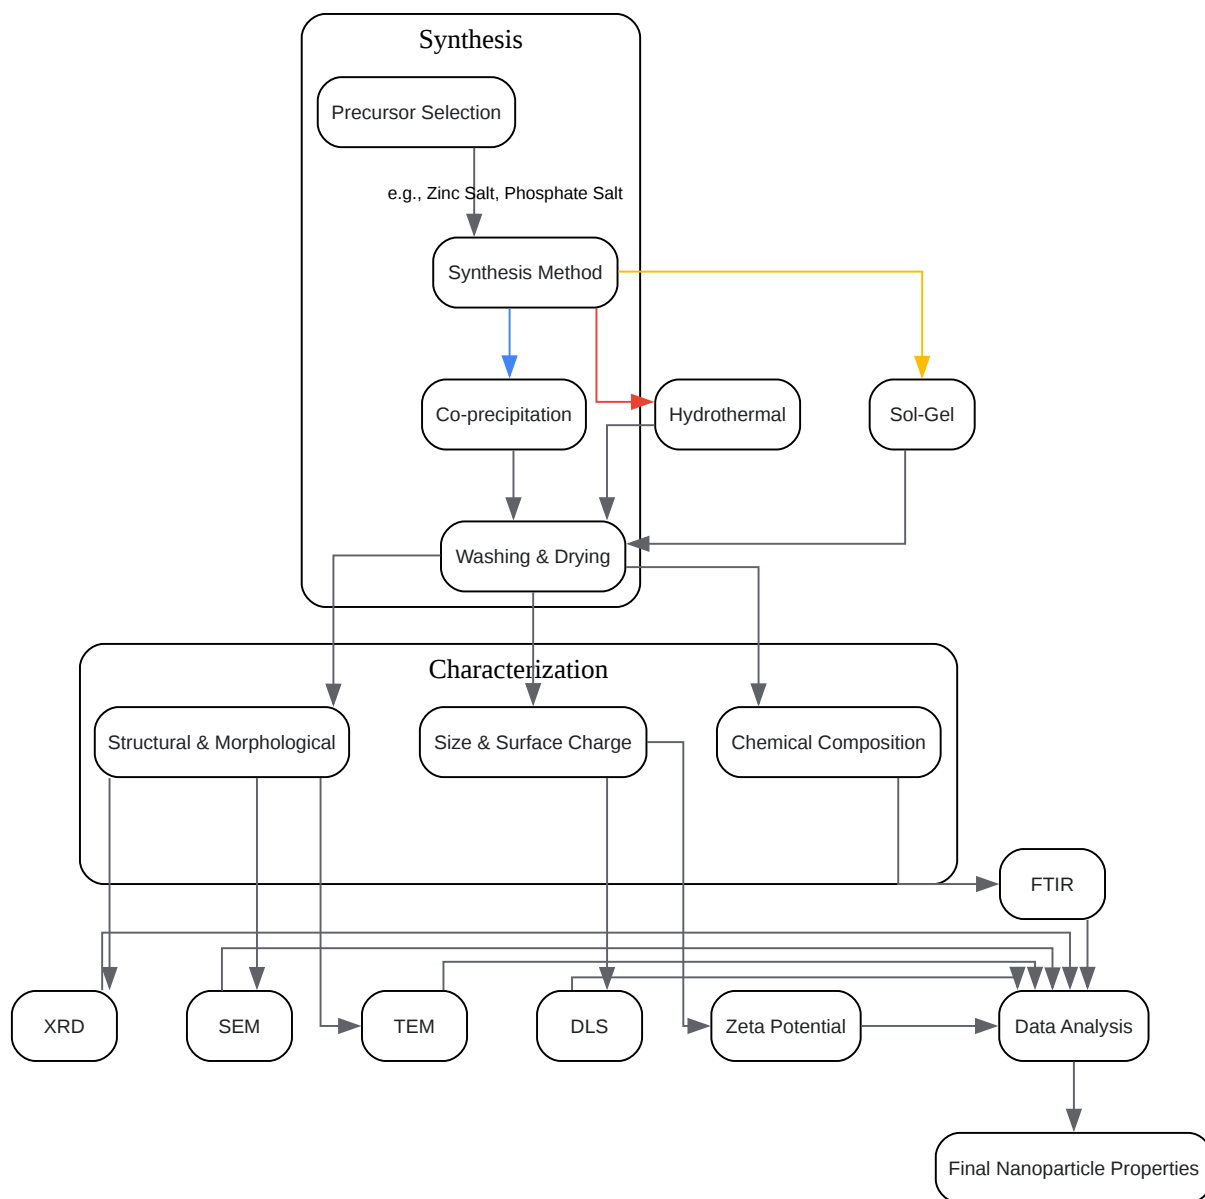 Synthesis
Precursor Selection
e.g., Zinc Salt, Phosphate Salt
Synthesis Method
Co-precipitation
Hydrothermal
Sol-Gel
Washing & Drying
Characterization
Structural & Morphological
Size & Surface Charge
Chemical Composition
FTIR
XRD
SEM
TEM
DLS
Zeta Potential
Data Analysis
Final Nanoparticle Properties